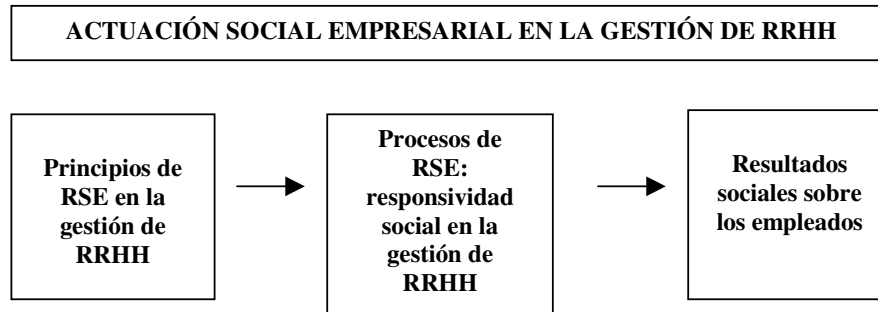 ACTUACIÓN SOCIAL EMPRESARIAL EN LA GESTIÓN DE RRHH
Principios de
RSE en la
gestión de
RRHH
Procesos de
RSE:
responsividad
social en la
gestión de
RRHH
Resultados
sociales sobre
los empleados